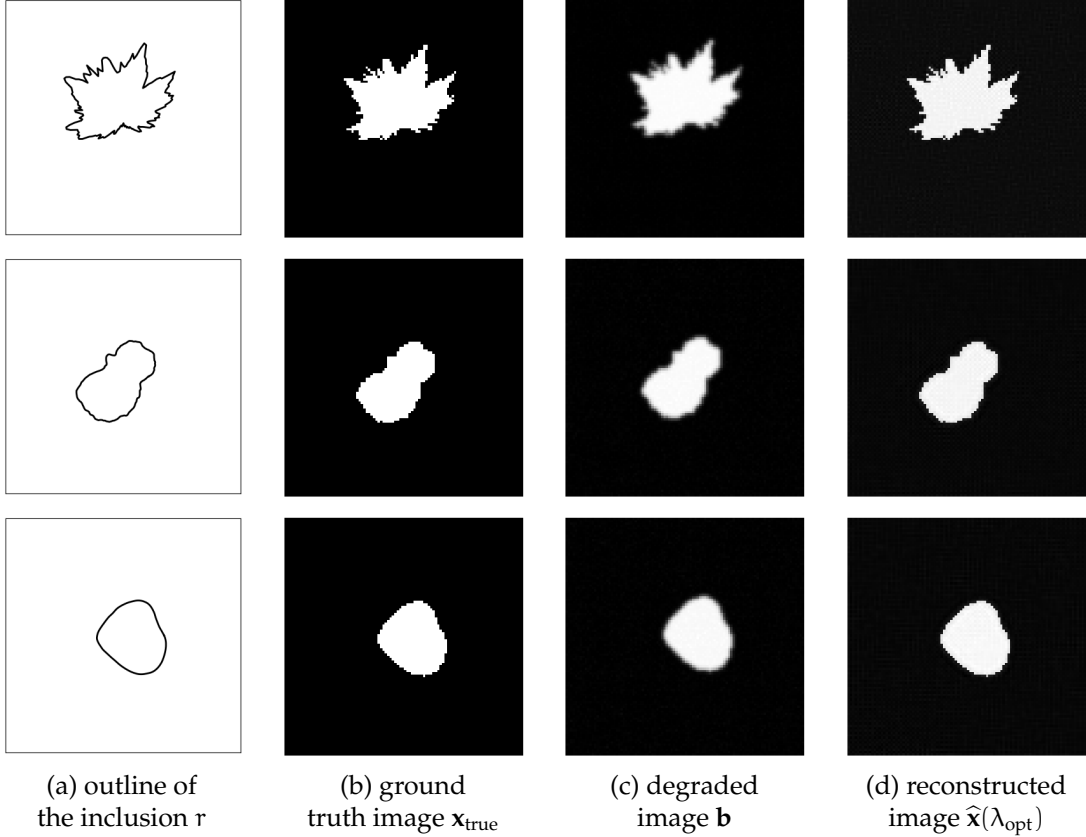 (a) outline of
the inclusion r
(b) ground
truth image x_true
(c) degraded
image b
(d) reconstructed
image x̂(λ_opt)